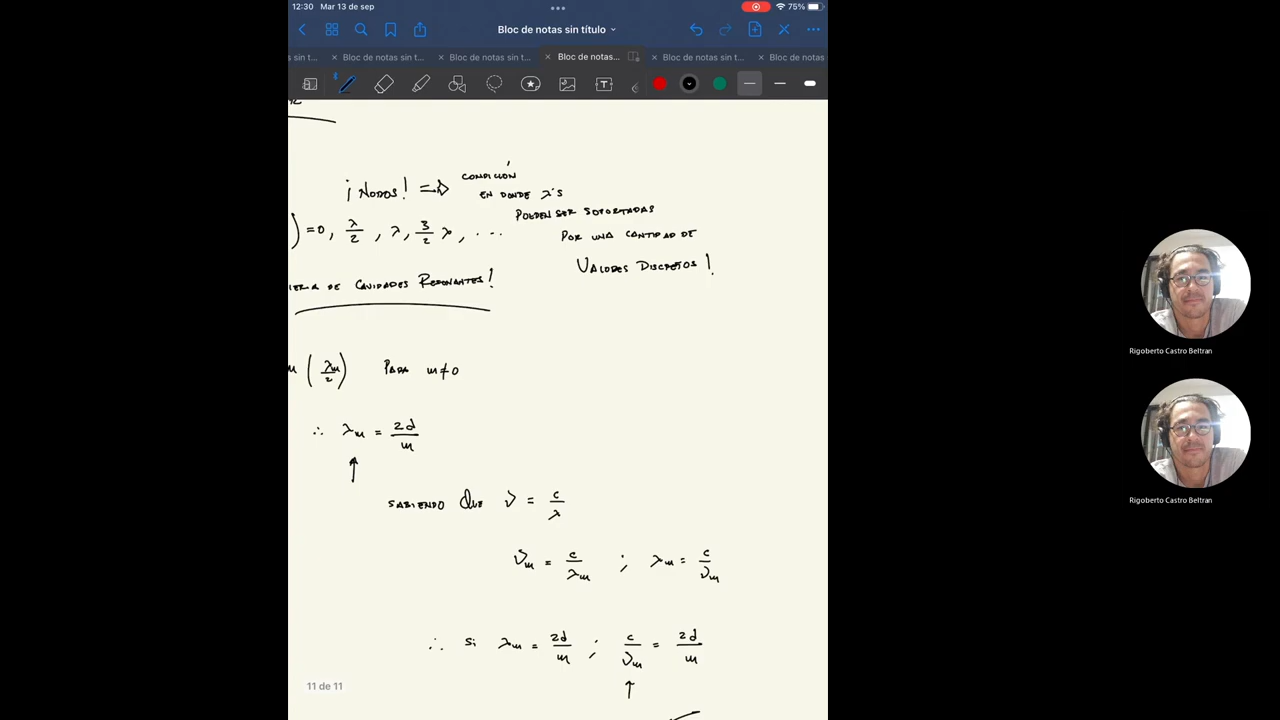 12:30 Mar 13 de sep
75%
Bloc de notas sin título
sin t... × Bloc de notas sin t... × Bloc de notas sin t... × Bloc de notas... × Bloc de notas sin t... × Bloc de notas sin
¡Nodos! ⇒ CONDICIÓN
EN DONDE λ's
PUEDEN SER SOPORTADAS
) = 0, λ/2, λ, 3/2 λ, ...
POR UNA CANTIDAD DE
VALORES DISCRETOS!
DE CAVIDADES RESONANTES!
m (λm/2) PARA m≠0
∴ λm = 2d/m
↑
SABIENDO QUE ν = c/λ
νm = c/λm ; λm = c/νm
∴ si λm = 2d/m ; c/νm = 2d/m
↑
11 de 11
Rigoberto Castro Beltran
Rigoberto Castro Beltran